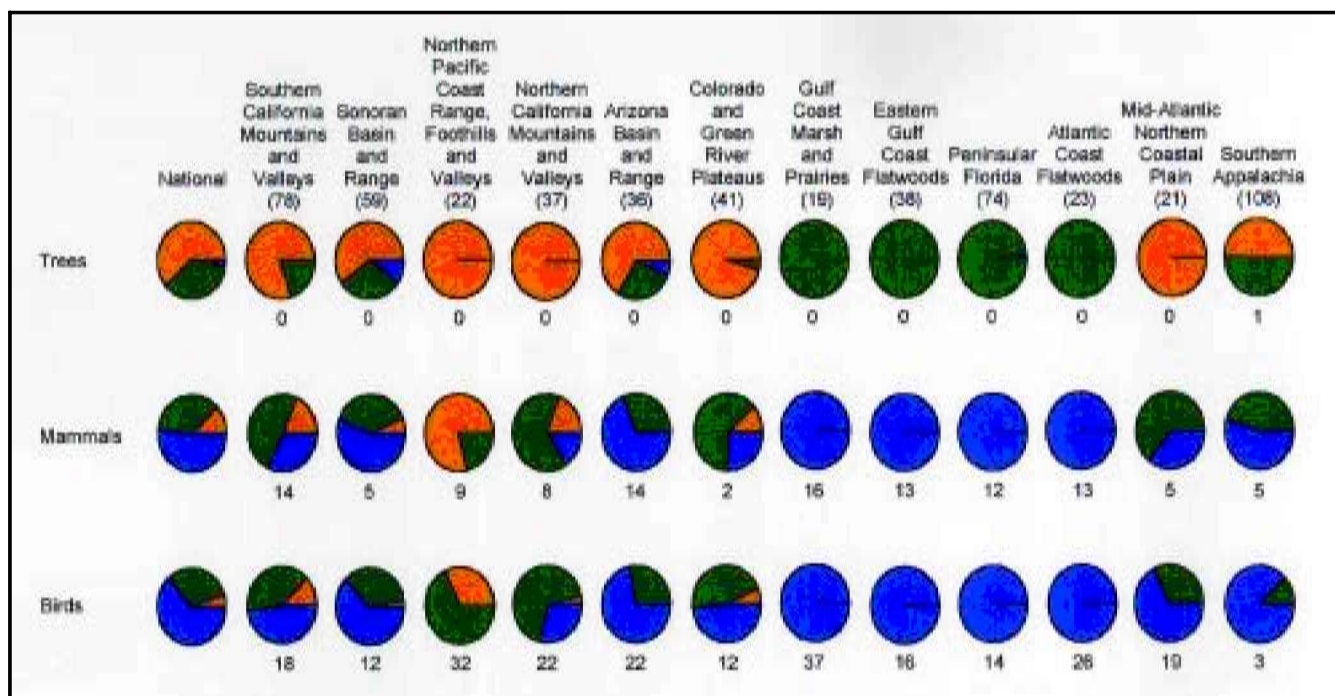 National
Southern
California
Mountains
and
Valleys
(78)
Sonoran
Basin
and
Range
(59)
Northern
Pacific
Coast
Range,
Foothills
and
Valleys
(22)
Northern
California
Mountains
and
Valleys
(37)
Arizona
Basin
and
Range
(36)
Colorado
and
Green
River
Plateaus
(41)
Gulf
Coast
Marsh
and
Prairies
(19)
Eastern
Gulf
Coast
Flatwoods
(38)
Peninsular
Florida
(74)
Atlantic
Coast
Flatwoods
(23)
Mid-Atlantic
Northern
Coastal
Plain
(21)
Southern
Appalachia
(108)
Trees
0 0 0 0 0 0 0 0 0 0 0 1
Mammals
14 5 9 8 14 2 16 13 12 13 5 5
Birds
18 12 32 22 22 12 37 16 14 26 19 3